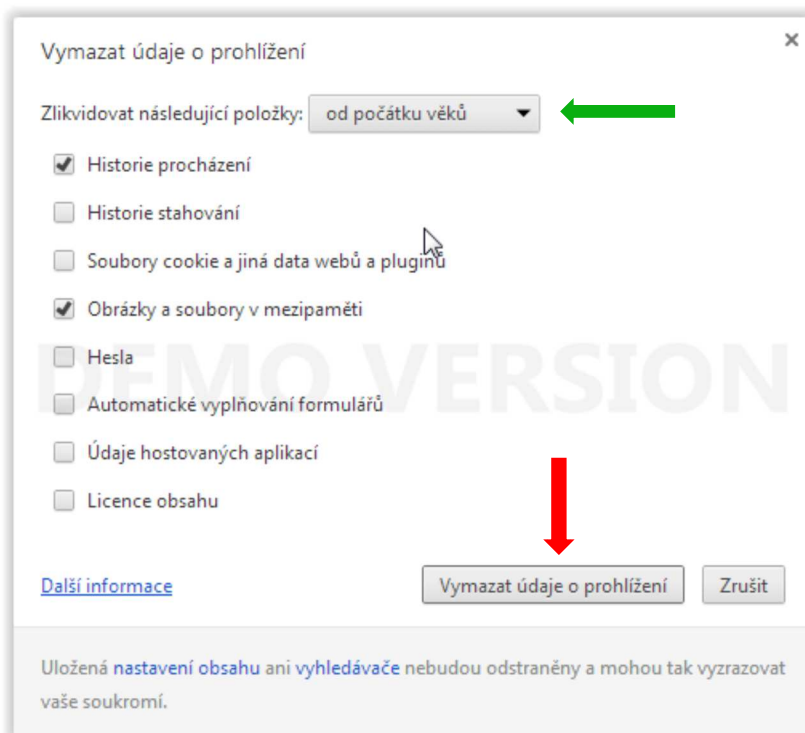 Vymazat údaje o prohlížení
Zlikvidovat následující položky: od počátku věků
Historie procházení
Historie stahování
Soubory cookie a jiná data webů a pluginů
Obrázky a soubory v mezipaměti
Hesla
DEMO VERSION
Automatické vyplňování formulářů
Údaje hostovaných aplikací
Licence obsahu
Další informace Vymazat údaje o prohlížení Zrušit
Uložená nastavení obsahu ani vyhledávače nebudou odstraněny a mohou tak vyzrazovat
vaše soukromí.